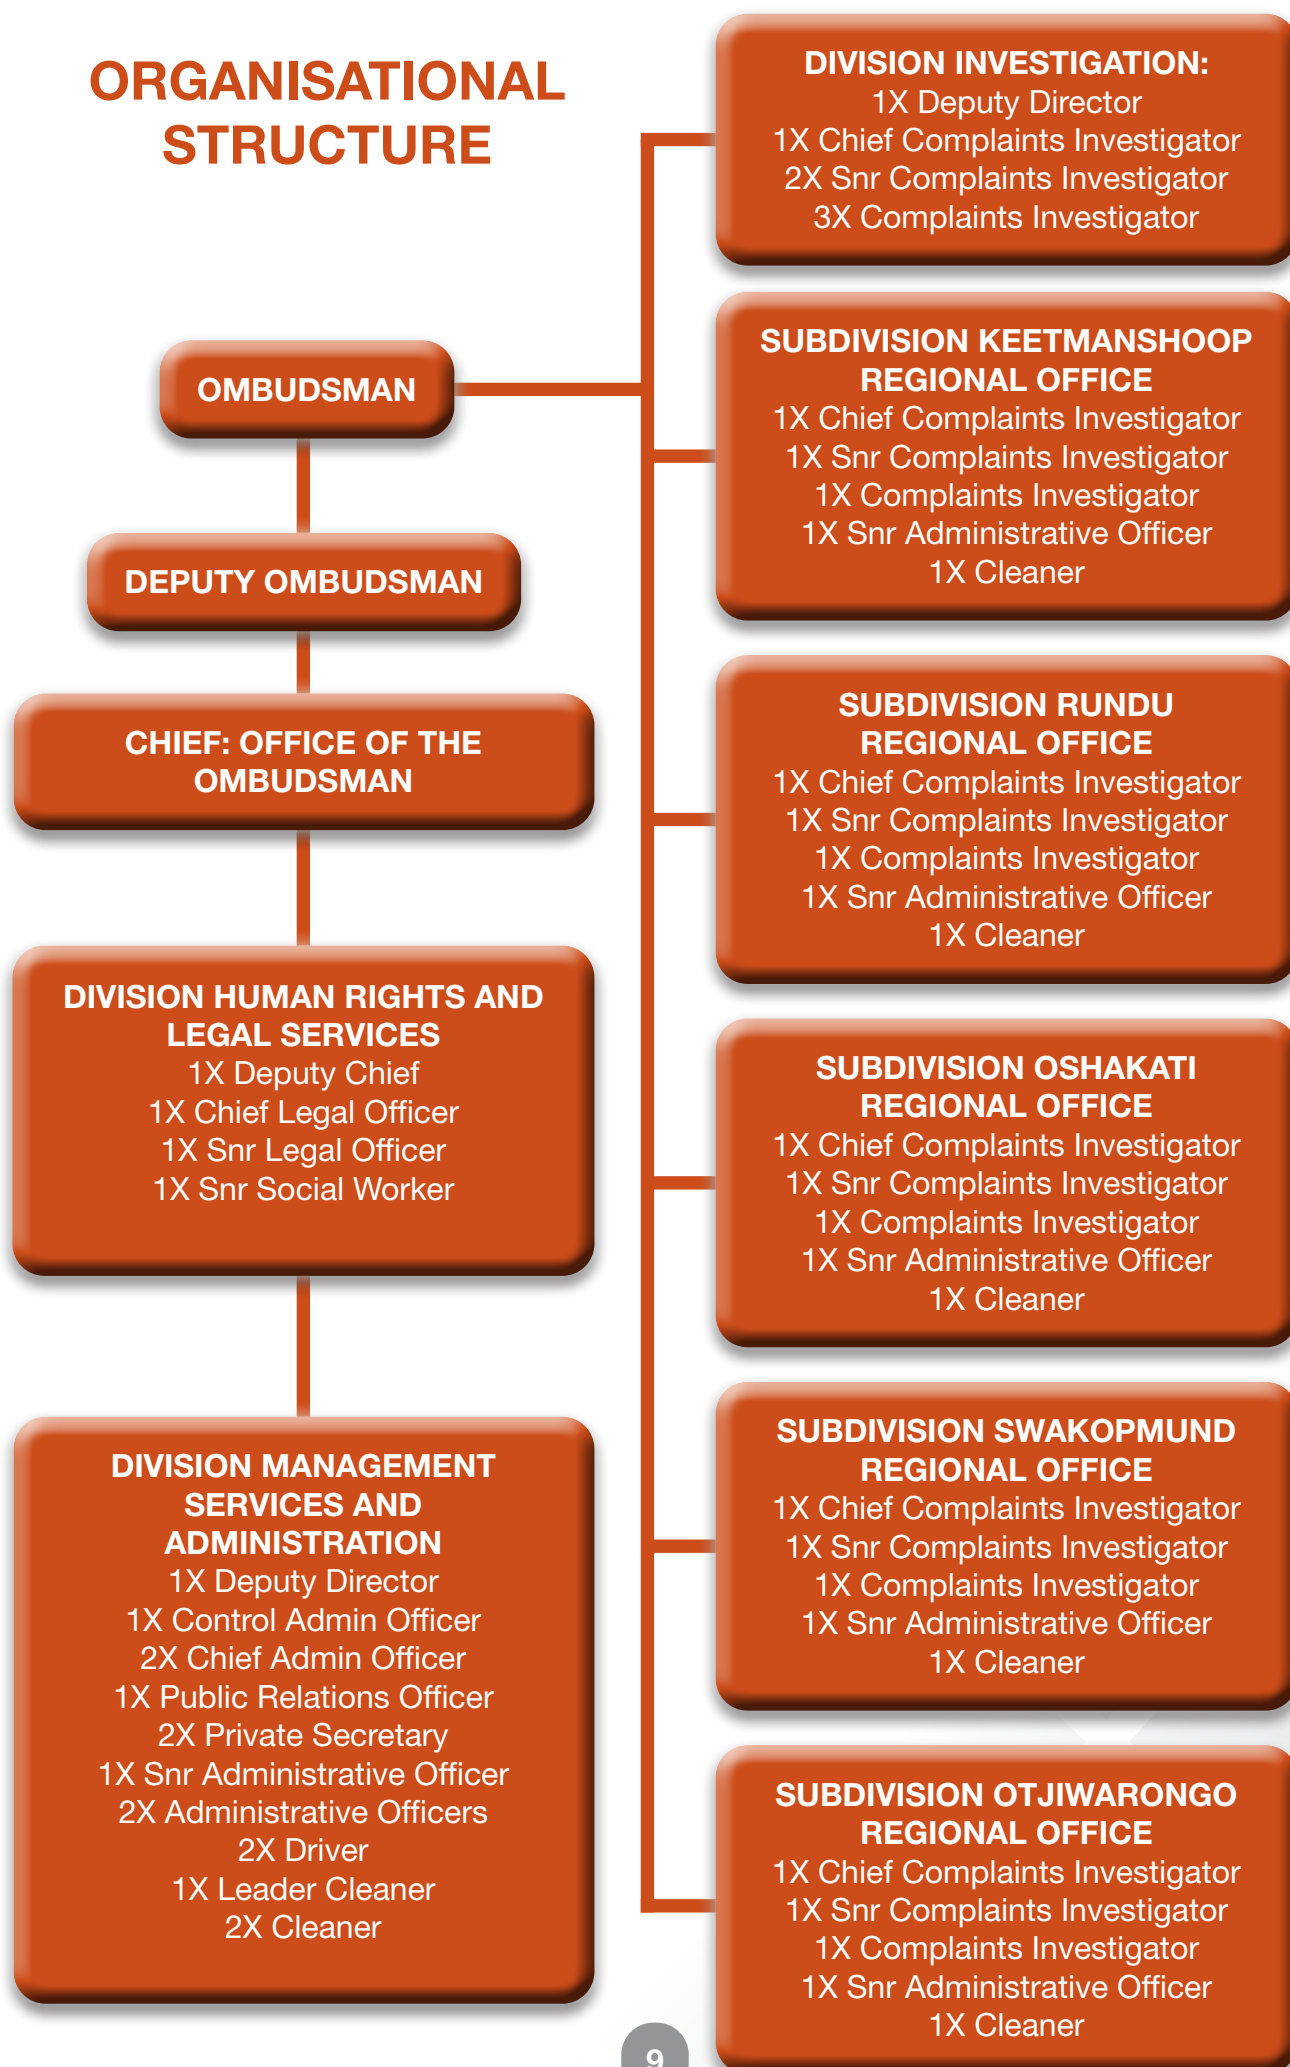 ORGANISATIONAL
STRUCTURE
OMBUDSMAN
DEPUTY OMBUDSMAN
CHIEF: OFFICE OF THE
OMBUDSMAN
DIVISION HUMAN RIGHTS AND
LEGAL SERVICES
1X Deputy Chief
1X Chief Legal Officer
1X Snr Legal Officer
1X Snr Social Worker
DIVISION MANAGEMENT
SERVICES AND
ADMINISTRATION
1X Deputy Director
1X Control Admin Officer
2X Chief Admin Officer
1X Public Relations Officer
2X Private Secretary
1X Snr Administrative Officer
2X Administrative Officers
2X Driver
1X Leader Cleaner
2X Cleaner
DIVISION INVESTIGATION:
1X Deputy Director
1X Chief Complaints Investigator
2X Snr Complaints Investigator
3X Complaints Investigator
SUBDIVISION KEETMANSHOOP
REGIONAL OFFICE
1X Chief Complaints Investigator
1X Snr Complaints Investigator
1X Complaints Investigator
1X Snr Administrative Officer
1X Cleaner
SUBDIVISION RUNDU
REGIONAL OFFICE
1X Chief Complaints Investigator
1X Snr Complaints Investigator
1X Complaints Investigator
1X Snr Administrative Officer
1X Cleaner
SUBDIVISION OSHAKATI
REGIONAL OFFICE
1X Chief Complaints Investigator
1X Snr Complaints Investigator
1X Complaints Investigator
1X Snr Administrative Officer
1X Cleaner
SUBDIVISION SWAKOPMUND
REGIONAL OFFICE
1X Chief Complaints Investigator
1X Snr Complaints Investigator
1X Complaints Investigator
1X Snr Administrative Officer
1X Cleaner
SUBDIVISION OTJIWARONGO
REGIONAL OFFICE
1X Chief Complaints Investigator
1X Snr Complaints Investigator
1X Complaints Investigator
1X Snr Administrative Officer
1X Cleaner
9